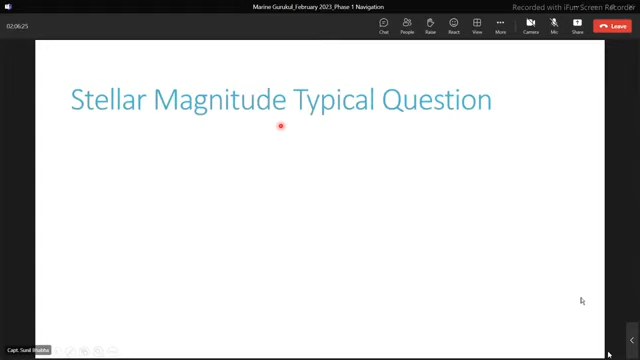 Marine Gurukul_February 2023_Phase 1 Navigation
Recorded with iFun Screen Recorder
02:06:25
Chat
People
Raise
React
View
More
Camera
Mic
Share
Leave
Stellar Magnitude Typical Question
Capt. Sunil Bhabha